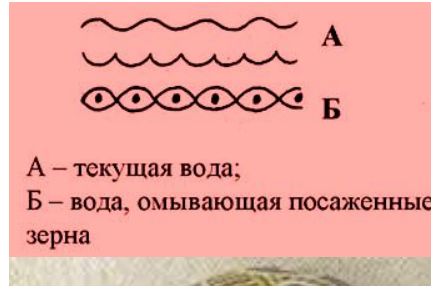 А
Б
А – текущая вода;
Б – вода, омывающая посаженные
зерна